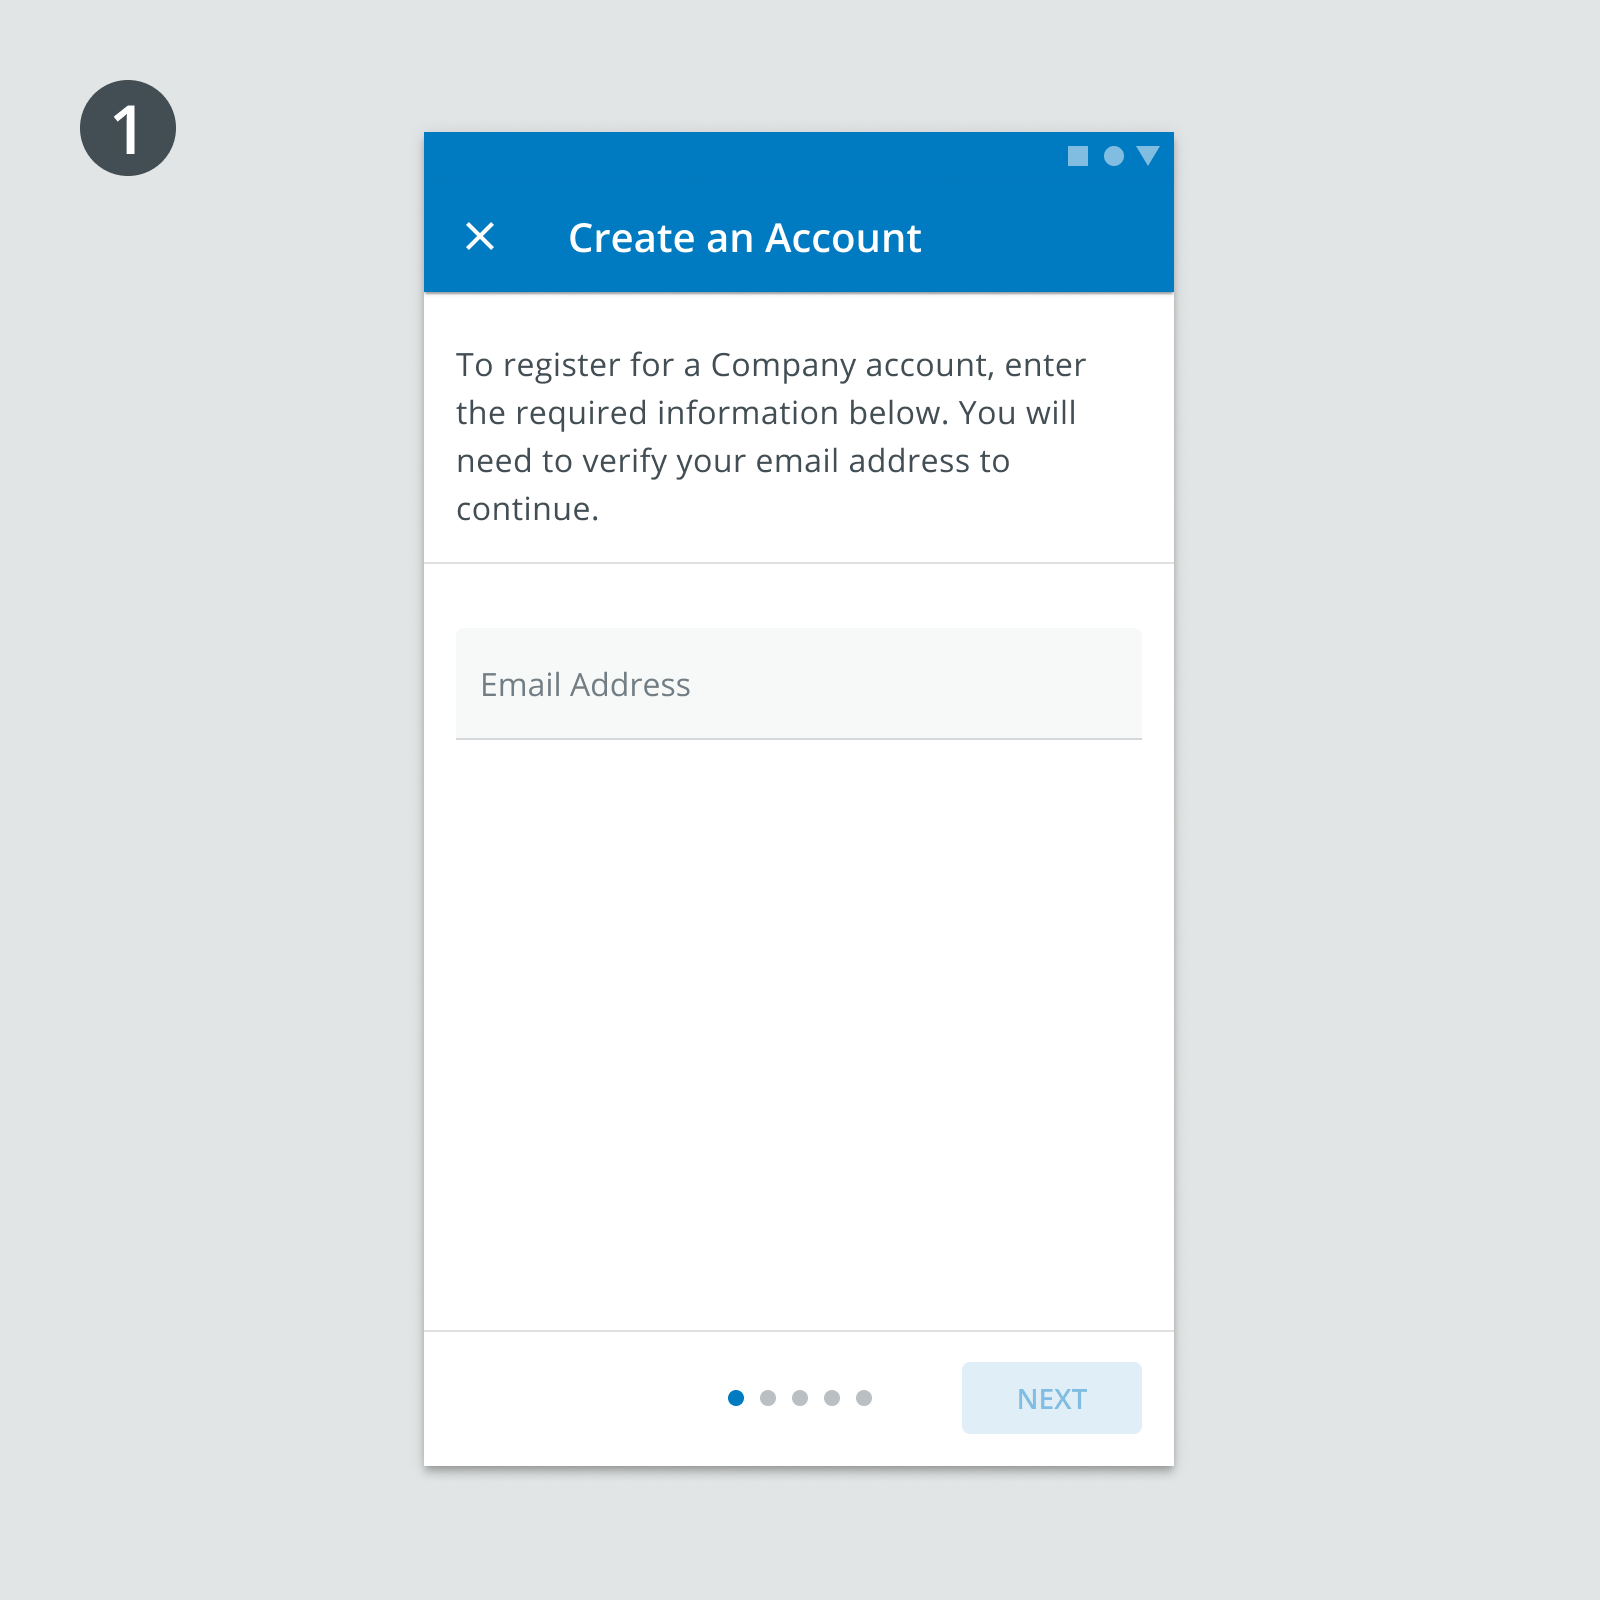 1
Create an Account
To register for a Company account, enter
the required information below. You will
need to verify your email address to
continue.
Email Address
NEXT